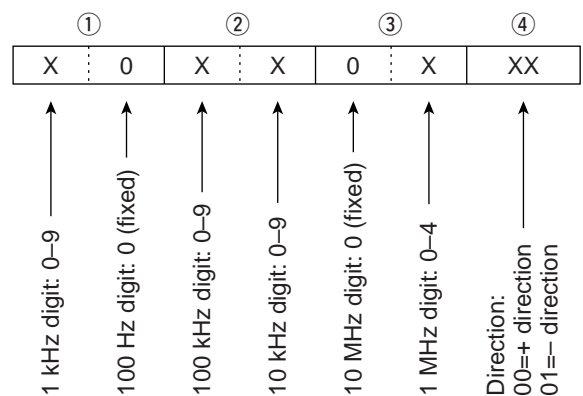 ① ② ③ ④
X 0 X X 0 X XX
1 kHz digit: 0–9
100 Hz digit: 0 (fixed)
100 kHz digit: 0–9
10 kHz digit: 0–9
10 MHz digit: 0 (fixed)
1 MHz digit: 0–4
Direction:
00=+ direction
01=– direction